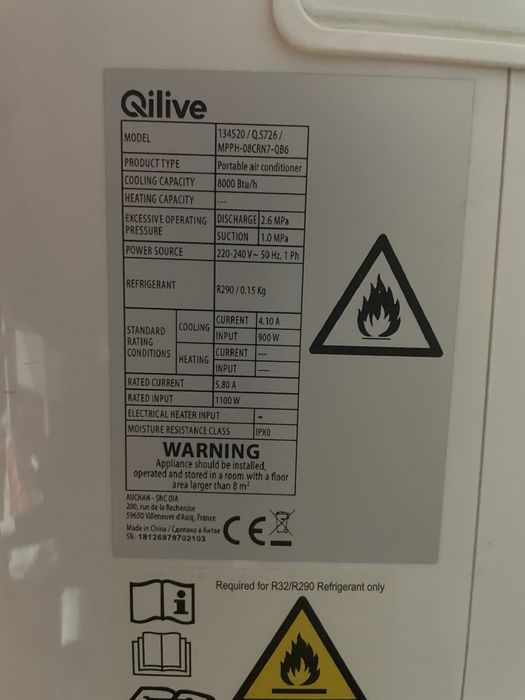 Qilive
MODEL
134520 / Q.5726 /
MPPH-08CRN7-QB6
PRODUCT TYPE Portable air conditioner
COOLING CAPACITY 8000 Btu/h
HEATING CAPACITY ---
EXCESSIVE OPERATING
PRESSURE
DISCHARGE 2.6 MPa
SUCTION 1.0 MPa
POWER SOURCE 220-240 V~ 50 Hz, 1 Ph
REFRIGERANT R290 / 0.15 Kg
STANDARD
RATING
CONDITIONS
COOLING
CURRENT 4.10 A
INPUT 900 W
HEATING
CURRENT ---
INPUT ----
RATED CURRENT 5.80 A
RATED INPUT 1100 W
ELECTRICAL HEATER INPUT -
MOISTURE RESISTANCE CLASS IPX0
WARNING
Appliance should be installed,
operated and stored in a room with a floor
area larger than 8 m²
AUCHAN - SNC OIA
200, rue de la Recherche
59650 Villeneuve d'Ascq, France
Made in China / Сделано в Китае
SN: 18126979702103
CE
Required for R32/R290 Refrigerant only